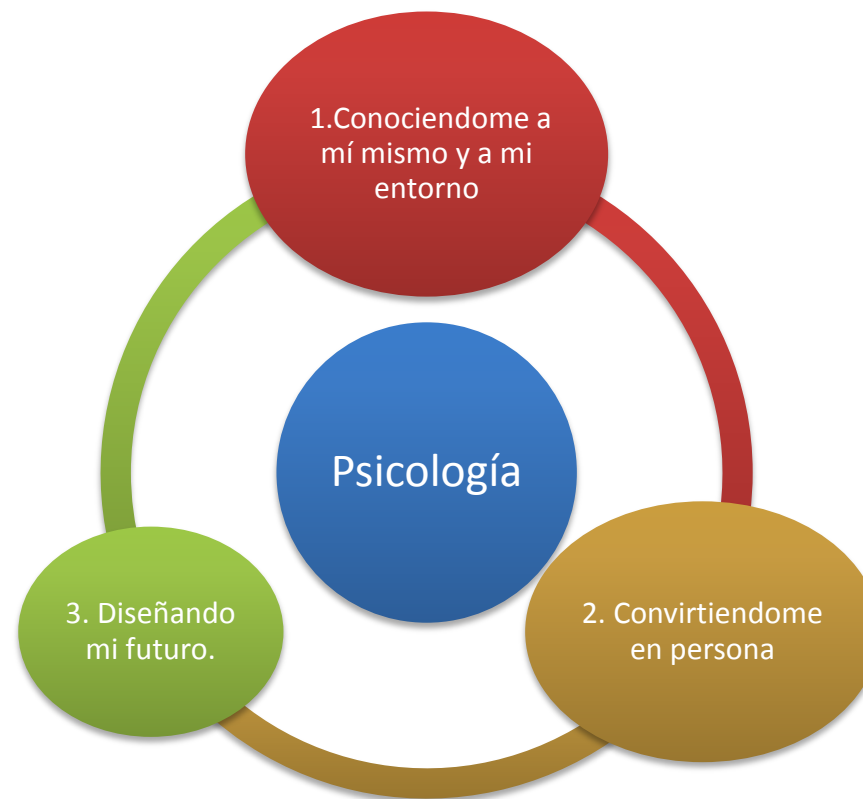 1.Conociendome a
mí mismo y a mi
entorno
Psicología
2. Convirtiendome
en persona
3. Diseñando
mi futuro.